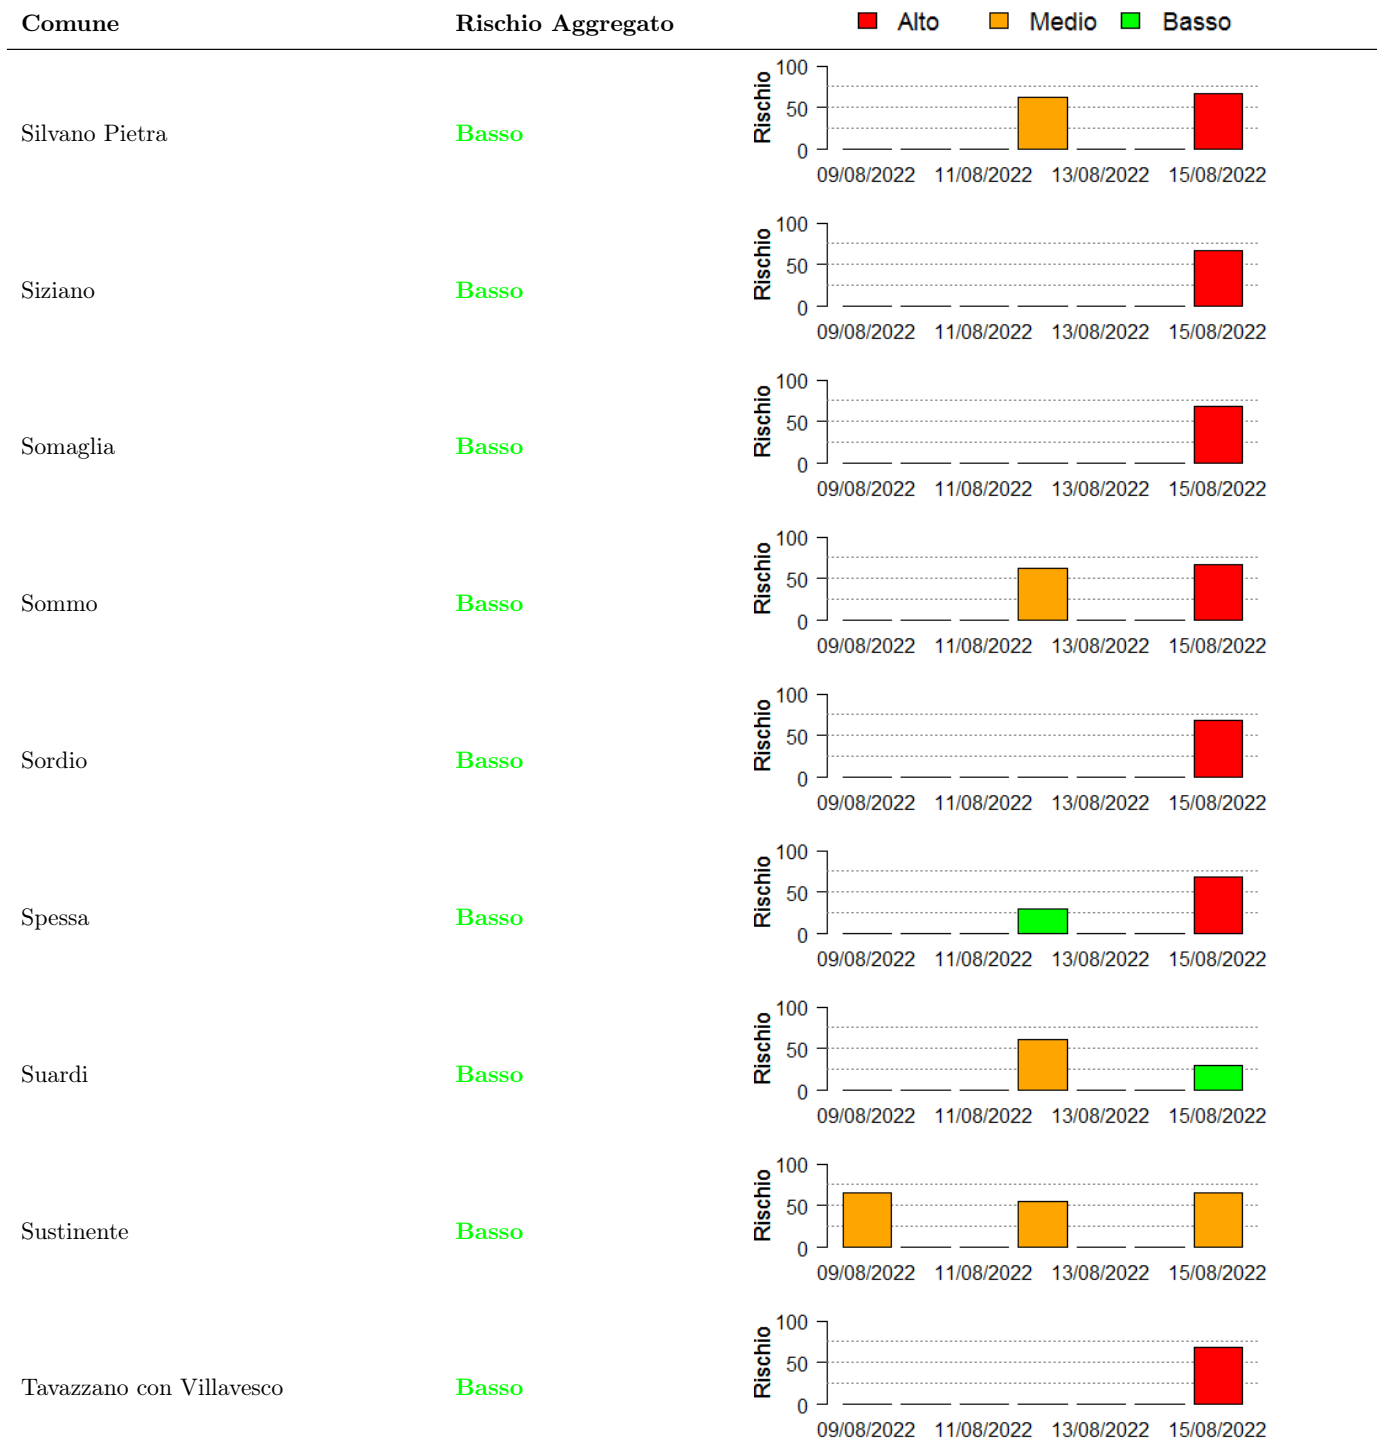 Comune Rischio Aggregato Alto Medio Basso
100
50
0
Rischio
Silvano Pietra Basso
09/08/2022 11/08/2022 13/08/2022 15/08/2022
100
50
0
Rischio
Siziano Basso
09/08/2022 11/08/2022 13/08/2022 15/08/2022
100
50
0
Rischio
Somaglia Basso
09/08/2022 11/08/2022 13/08/2022 15/08/2022
100
50
0
Rischio
Sommo Basso
09/08/2022 11/08/2022 13/08/2022 15/08/2022
100
50
0
Rischio
Sordio Basso
09/08/2022 11/08/2022 13/08/2022 15/08/2022
100
50
0
Rischio
Spessa Basso
09/08/2022 11/08/2022 13/08/2022 15/08/2022
100
50
0
Rischio
Suardi Basso
09/08/2022 11/08/2022 13/08/2022 15/08/2022
100
50
0
Rischio
Sustinente Basso
09/08/2022 11/08/2022 13/08/2022 15/08/2022
100
50
0
Rischio
Tavazzano con Villavesco Basso
09/08/2022 11/08/2022 13/08/2022 15/08/2022